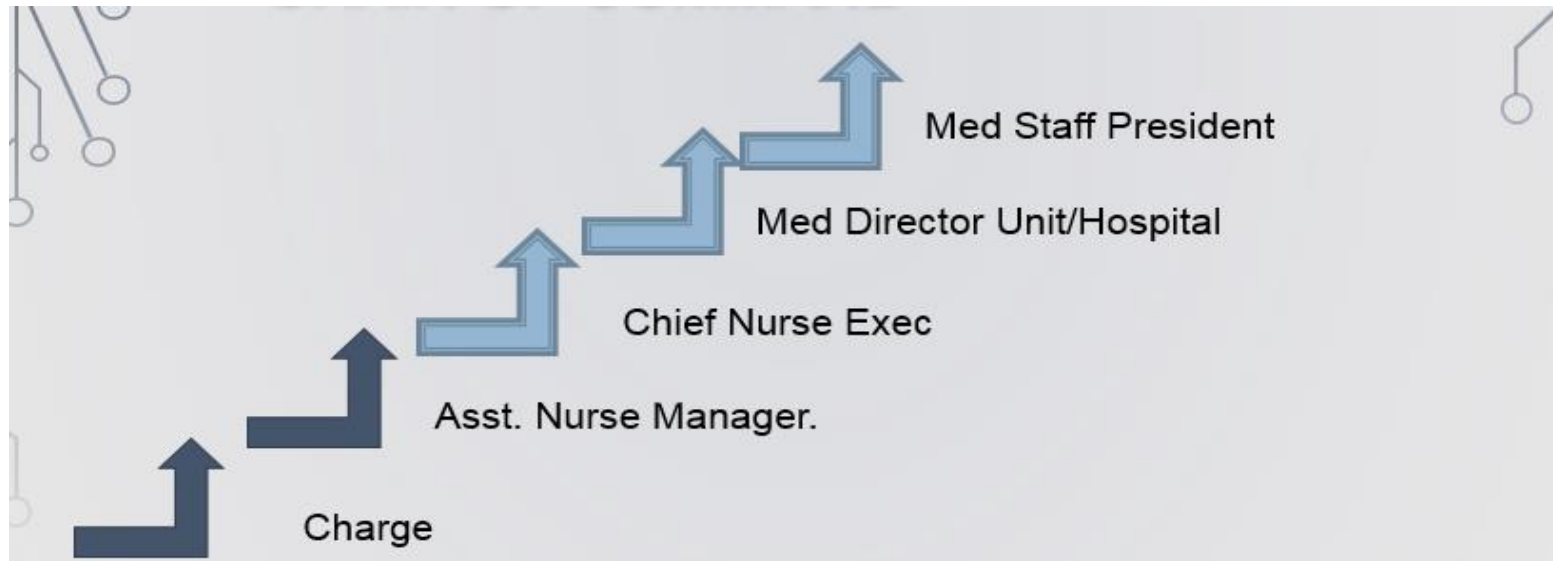 Med Staff President
Med Director Unit/Hospital
Chief Nurse Exec
Asst. Nurse Manager.
Charge